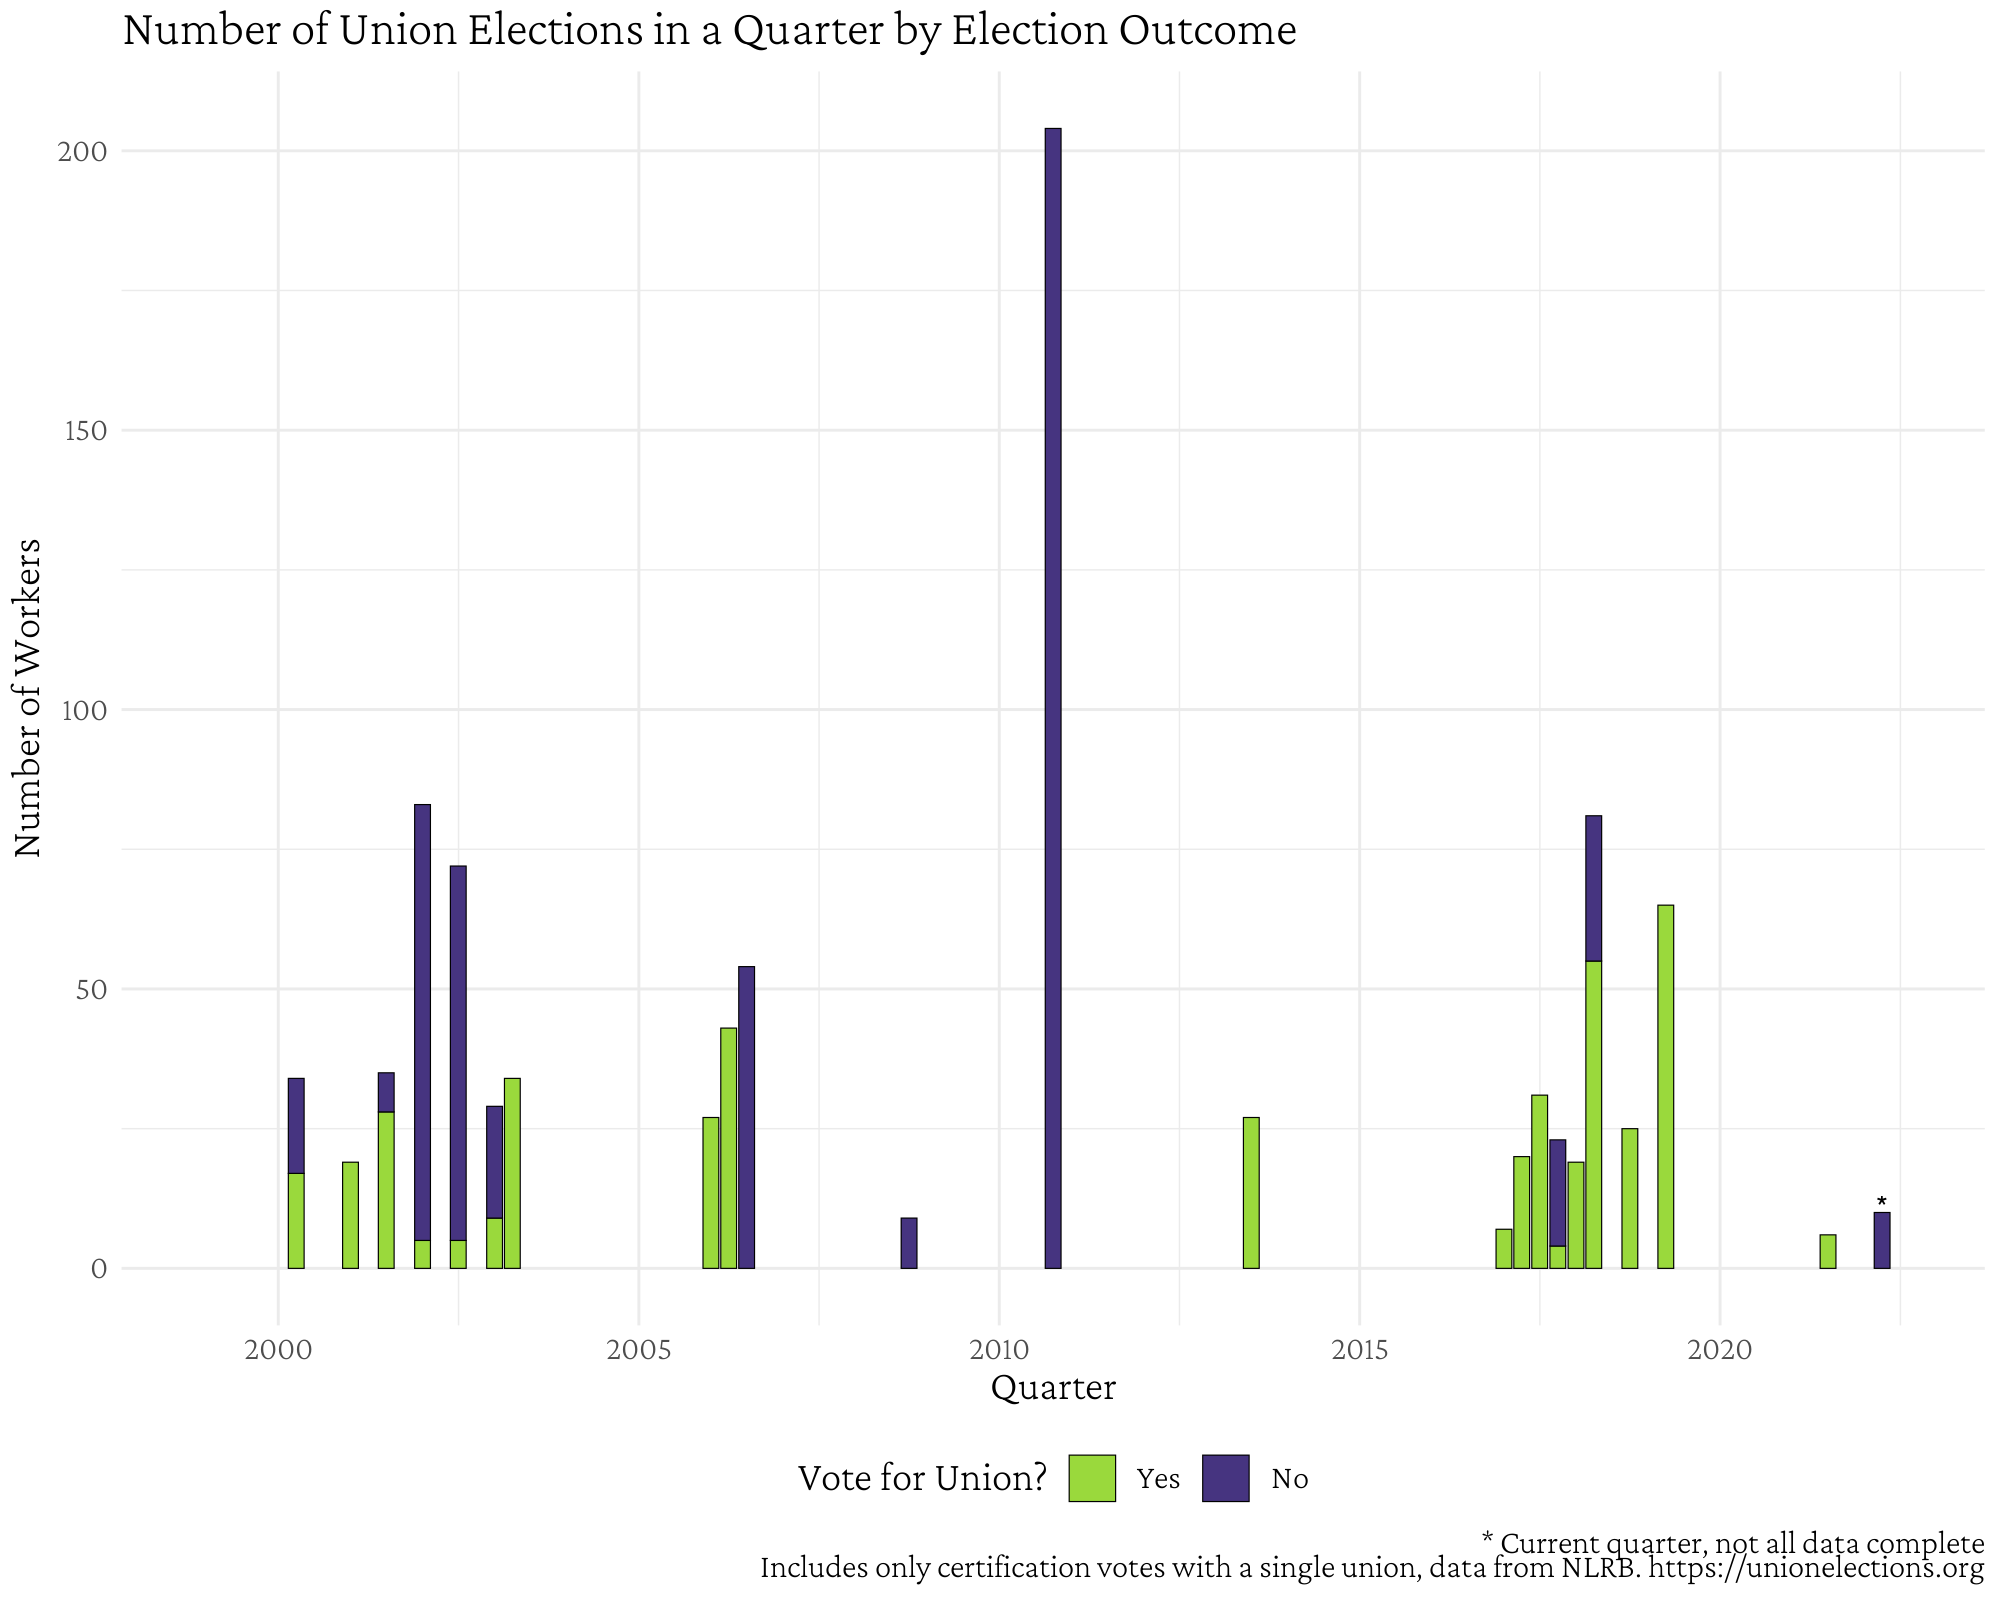 Number of Union Elections in a Quarter by Election Outcome
Number of Workers
200
150
100
50
0
*
2000 2005 2010 2015 2020
Quarter
Vote for Union? Yes No
* Current quarter, not all data complete
Includes only certification votes with a single union, data from NLRB. https://unionelections.org